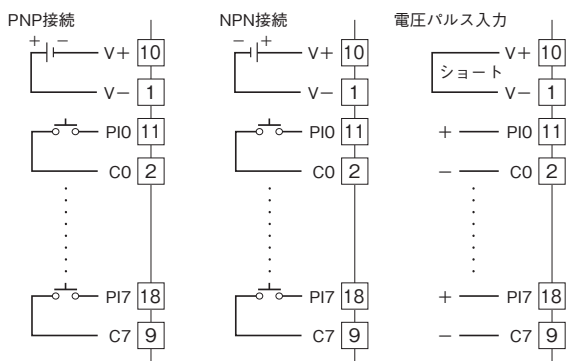 PNP接続
+ −
V+ 10
V− 1
PI0 11
C0 2
PI7 18
C7 9
NPN接続
− +
V+ 10
V− 1
PI0 11
C0 2
PI7 18
C7 9
電圧パルス入力
V+ 10
ショート
V− 1
+ PI0 11
− C0 2
+ PI7 18
− C7 9